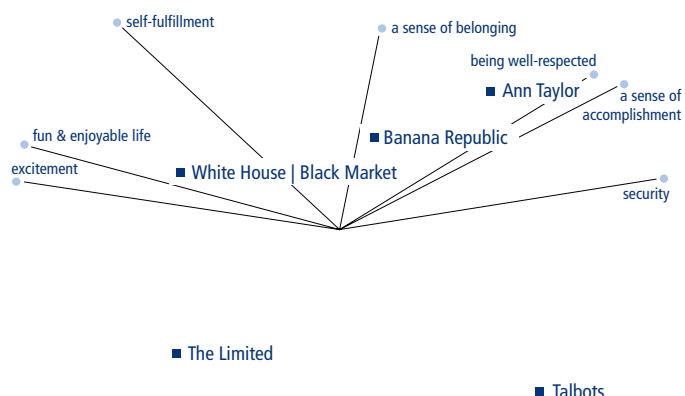 self-fulfillment
a sense of belonging
being well-respected
Ann Taylor
a sense of
accomplishment
fun & enjoyable life
Banana Republic
excitement
White House | Black Market
security
The Limited
Talbots